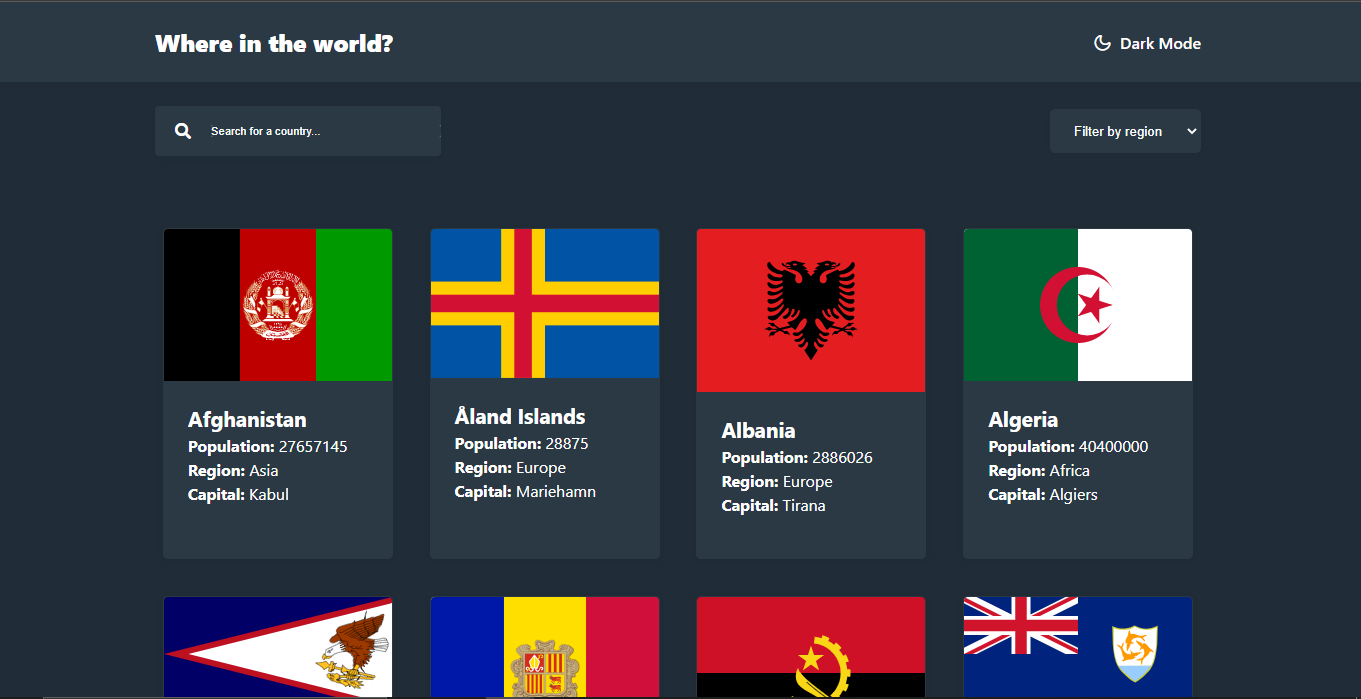 Where in the world?
Dark Mode
Search for a country...
Filter by region
Afghanistan
Population: 27657145
Region: Asia
Capital: Kabul
Åland Islands
Population: 28875
Region: Europe
Capital: Mariehamn
Albania
Population: 2886026
Region: Europe
Capital: Tirana
Algeria
Population: 40400000
Region: Africa
Capital: Algiers